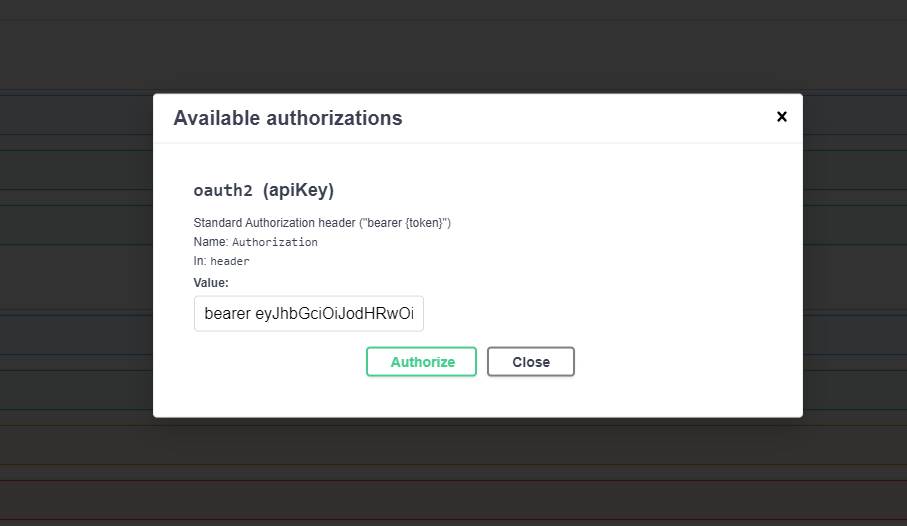 Available authorizations
oauth2 (apiKey)
Standard Authorization header ("bearer {token}")
Name: Authorization
In: header
Value:
bearer eyJhbGciOiJodHRwOi
Authorize
Close